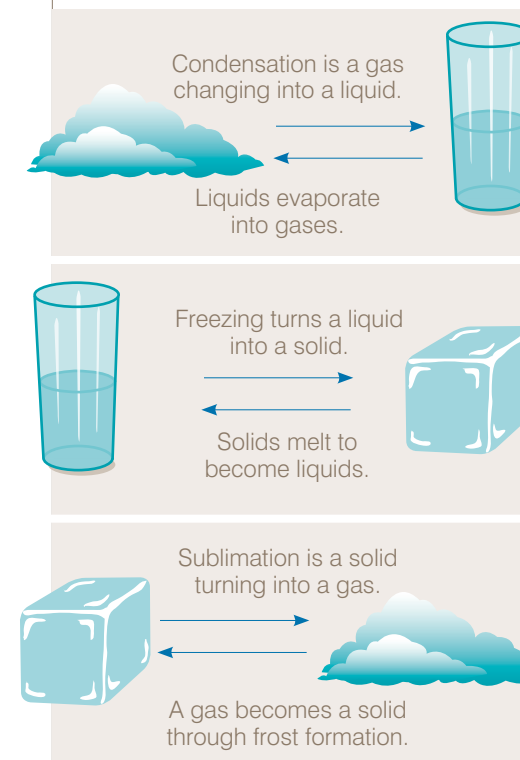 Condensation is a gas
changing into a liquid.
Liquids evaporate
into gases.
Freezing turns a liquid
into a solid.
Solids melt to
become liquids.
Sublimation is a solid
turning into a gas.
A gas becomes a solid
through frost formation.